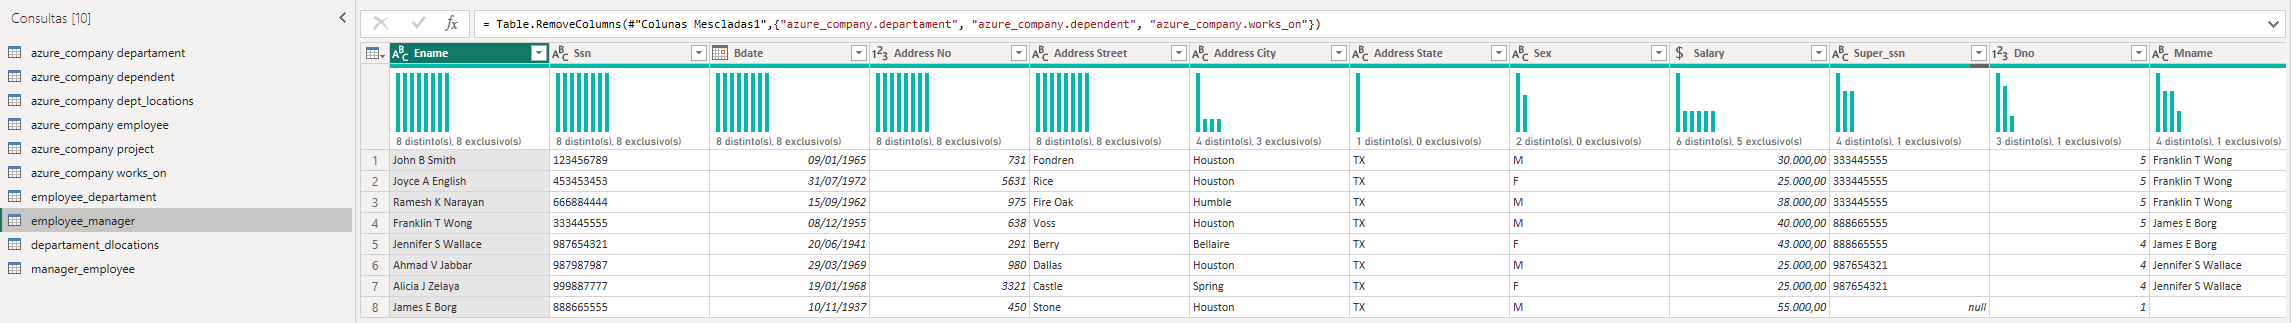 Consultas [10]
azure_company departament
azure_company dependent
azure_company dept_locations
azure_company employee
azure_company project
azure_company works_on
employee_departament
employee_manager
departament_dlocations
manager_employee
fx = Table.RemoveColumns(#"Colunas Mescladas1",{"azure_company.departament", "azure_company.dependent", "azure_company.works_on"})
ABC Ename ABC Ssn Bdate 123 Address No ABC Address Street ABC Address City ABC Address State ABC Sex $ Salary ABC Super_ssn 123 Dno ABC Mname
8 distinto(s), 8 exclusivo(s) 8 distinto(s), 8 exclusivo(s) 8 distinto(s), 8 exclusivo(s) 8 distinto(s), 8 exclusivo(s) 8 distinto(s), 8 exclusivo(s) 4 distinto(s), 3 exclusivo(s) 1 distinto(s), 0 exclusivo(s) 2 distinto(s), 0 exclusivo(s) 6 distinto(s), 5 exclusivo(s) 4 distinto(s), 1 exclusivo(s) 3 distinto(s), 1 exclusivo(s) 4 distinto(s), 1 exclusivo(s)
1 John B Smith 123456789 09/01/1965 731 Fondren Houston TX M 30.000,00 333445555 5 Franklin T Wong
2 Joyce A English 453453453 31/07/1972 5631 Rice Houston TX F 25.000,00 333445555 5 Franklin T Wong
3 Ramesh K Narayan 666884444 15/09/1962 975 Fire Oak Humble TX M 38.000,00 333445555 5 Franklin T Wong
4 Franklin T Wong 333445555 08/12/1955 638 Voss Houston TX M 40.000,00 888665555 5 James E Borg
5 Jennifer S Wallace 987654321 20/06/1941 291 Berry Bellaire TX F 43.000,00 888665555 4 James E Borg
6 Ahmad V Jabbar 987987987 29/03/1969 980 Dallas Houston TX M 25.000,00 987654321 4 Jennifer S Wallace
7 Alicia J Zelaya 999887777 19/01/1968 3321 Castle Spring TX F 25.000,00 987654321 4 Jennifer S Wallace
8 James E Borg 888665555 10/11/1937 450 Stone Houston TX M 55.000,00 null 1